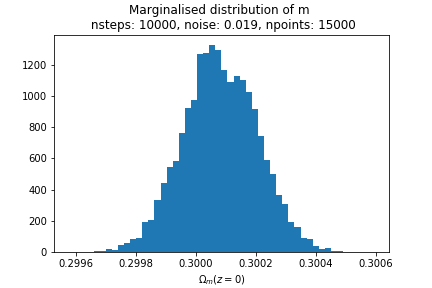 Marginalised distribution of m
nsteps: 10000, noise: 0.019, npoints: 15000
1200
1000
800
600
400
200
0
0.2996 0.2998 0.3000 0.3002 0.3004 0.3006
Ωm(z = 0)